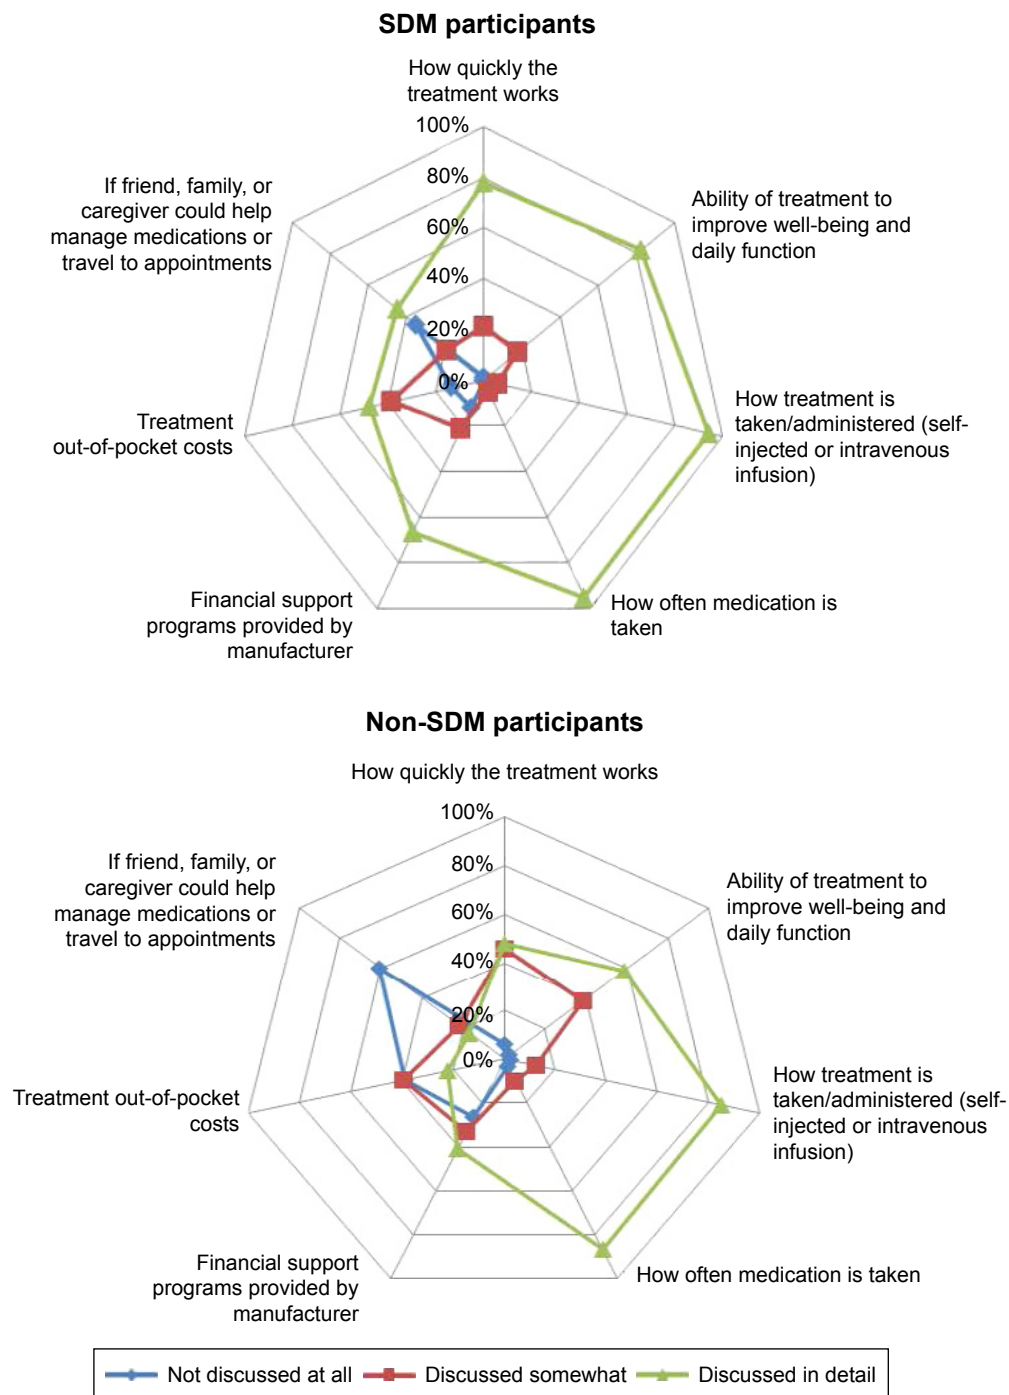 SDM participants
How quickly the
treatment works
100%
80%
60%
40%
20%
0%
Ability of treatment to
improve well-being and
daily function
How treatment is
taken/administered (self-
injected or intravenous
infusion)
How often medication is
taken
Financial support
programs provided by
manufacturer
Treatment
out-of-pocket costs
If friend, family, or
caregiver could help
manage medications or
travel to appointments
Non-SDM participants
How quickly the treatment works
100%
80%
60%
40%
20%
0%
Ability of treatment to
improve well-being and
daily function
How treatment is
taken/administered (self-
injected or intravenous
infusion)
How often medication is taken
Financial support
programs provided by
manufacturer
Treatment out-of-pocket
costs
If friend, family, or
caregiver could help
manage medications or
travel to appointments
Not discussed at all Discussed somewhat Discussed in detail